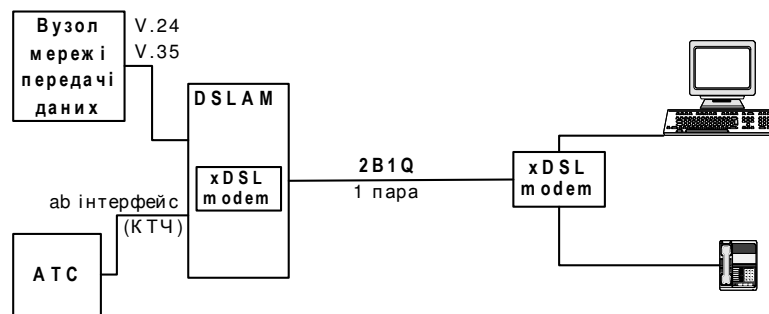 Вузол
мережі
передачі
даних
V.24
V.35
DSLAM
xDSL
modem
ab інтерфейс
(КТЧ)
АТС
2B1Q
1 пара
xDSL
modem